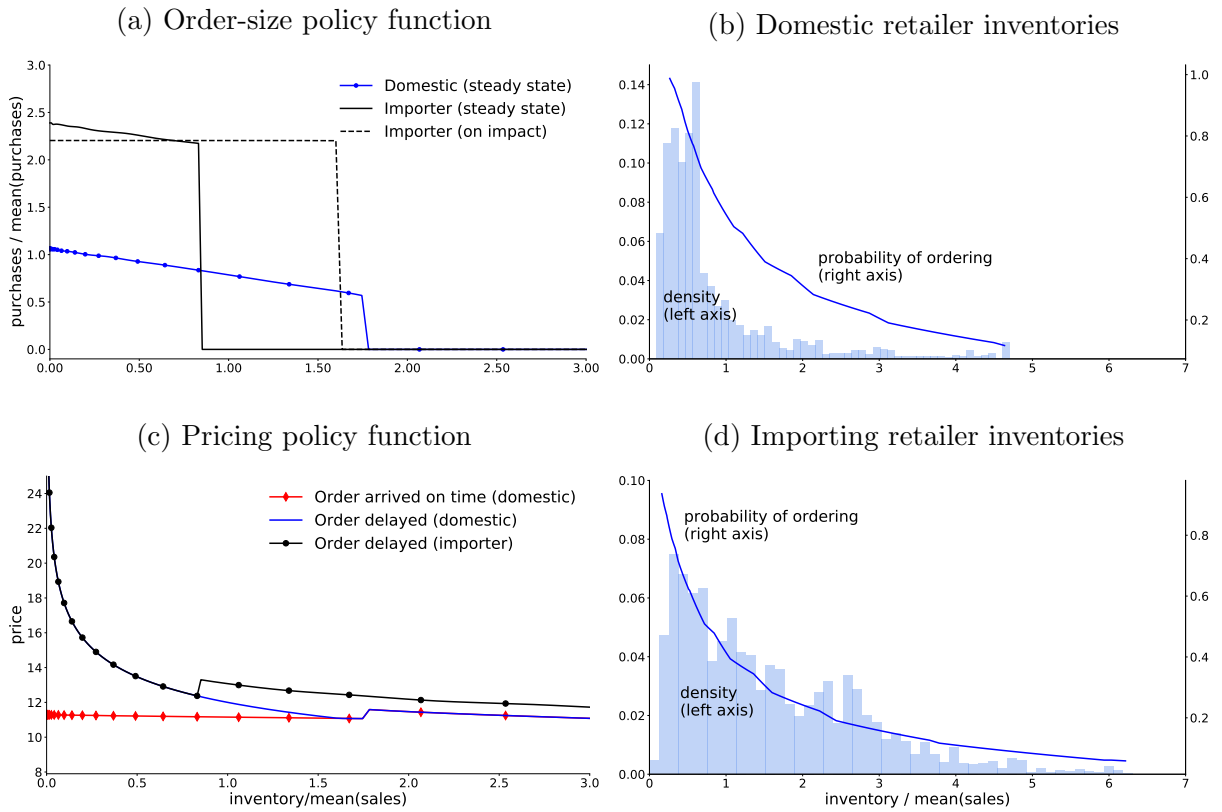 (a) Order-size policy function
3.0
2.5
2.0
1.5
1.0
0.5
0.0
purchases / mean(purchases)
Domestic (steady state)
Importer (steady state)
Importer (on impact)
0.00 0.50 1.00 1.50 2.00 2.50 3.00
(b) Domestic retailer inventories
0.14
0.12
0.10
0.08
0.06
0.04
0.02
0.00
probability of ordering
(right axis)
density
(left axis)
1.0
0.8
0.6
0.4
0.2
0 1 2 3 4 5 6 7
(c) Pricing policy function
24
22
20
18
16
14
12
11
8
price
Order arrived on time (domestic)
Order delayed (domestic)
Order delayed (importer)
0.00 0.5 1.0 1.5 2.0 2.5 3.0
inventory/mean(sales)
(d) Importing retailer inventories
0.10
0.08
0.06
0.04
0.02
0.00
probability of ordering
(right axis)
density
(left axis)
0.8
0.6
0.4
0.2
0 1 2 3 4 5 6 7
inventory / mean(sales)